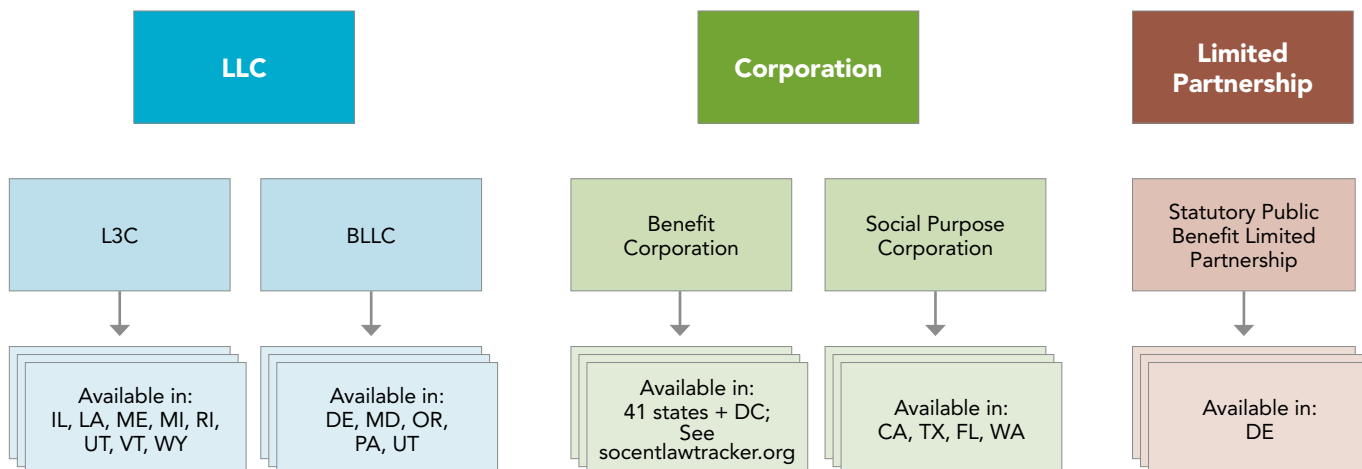 LLC
Corporation
Limited
Partnership
L3C
BLLC
Benefit
Corporation
Social Purpose
Corporation
Statutory Public
Benefit Limited
Partnership
Available in:
IL, LA, ME, MI, RI,
UT, VT, WY
Available in:
DE, MD, OR,
PA, UT
Available in:
41 states + DC;
See
socentlawtracker.org
Available in:
CA, TX, FL, WA
Available in:
DE